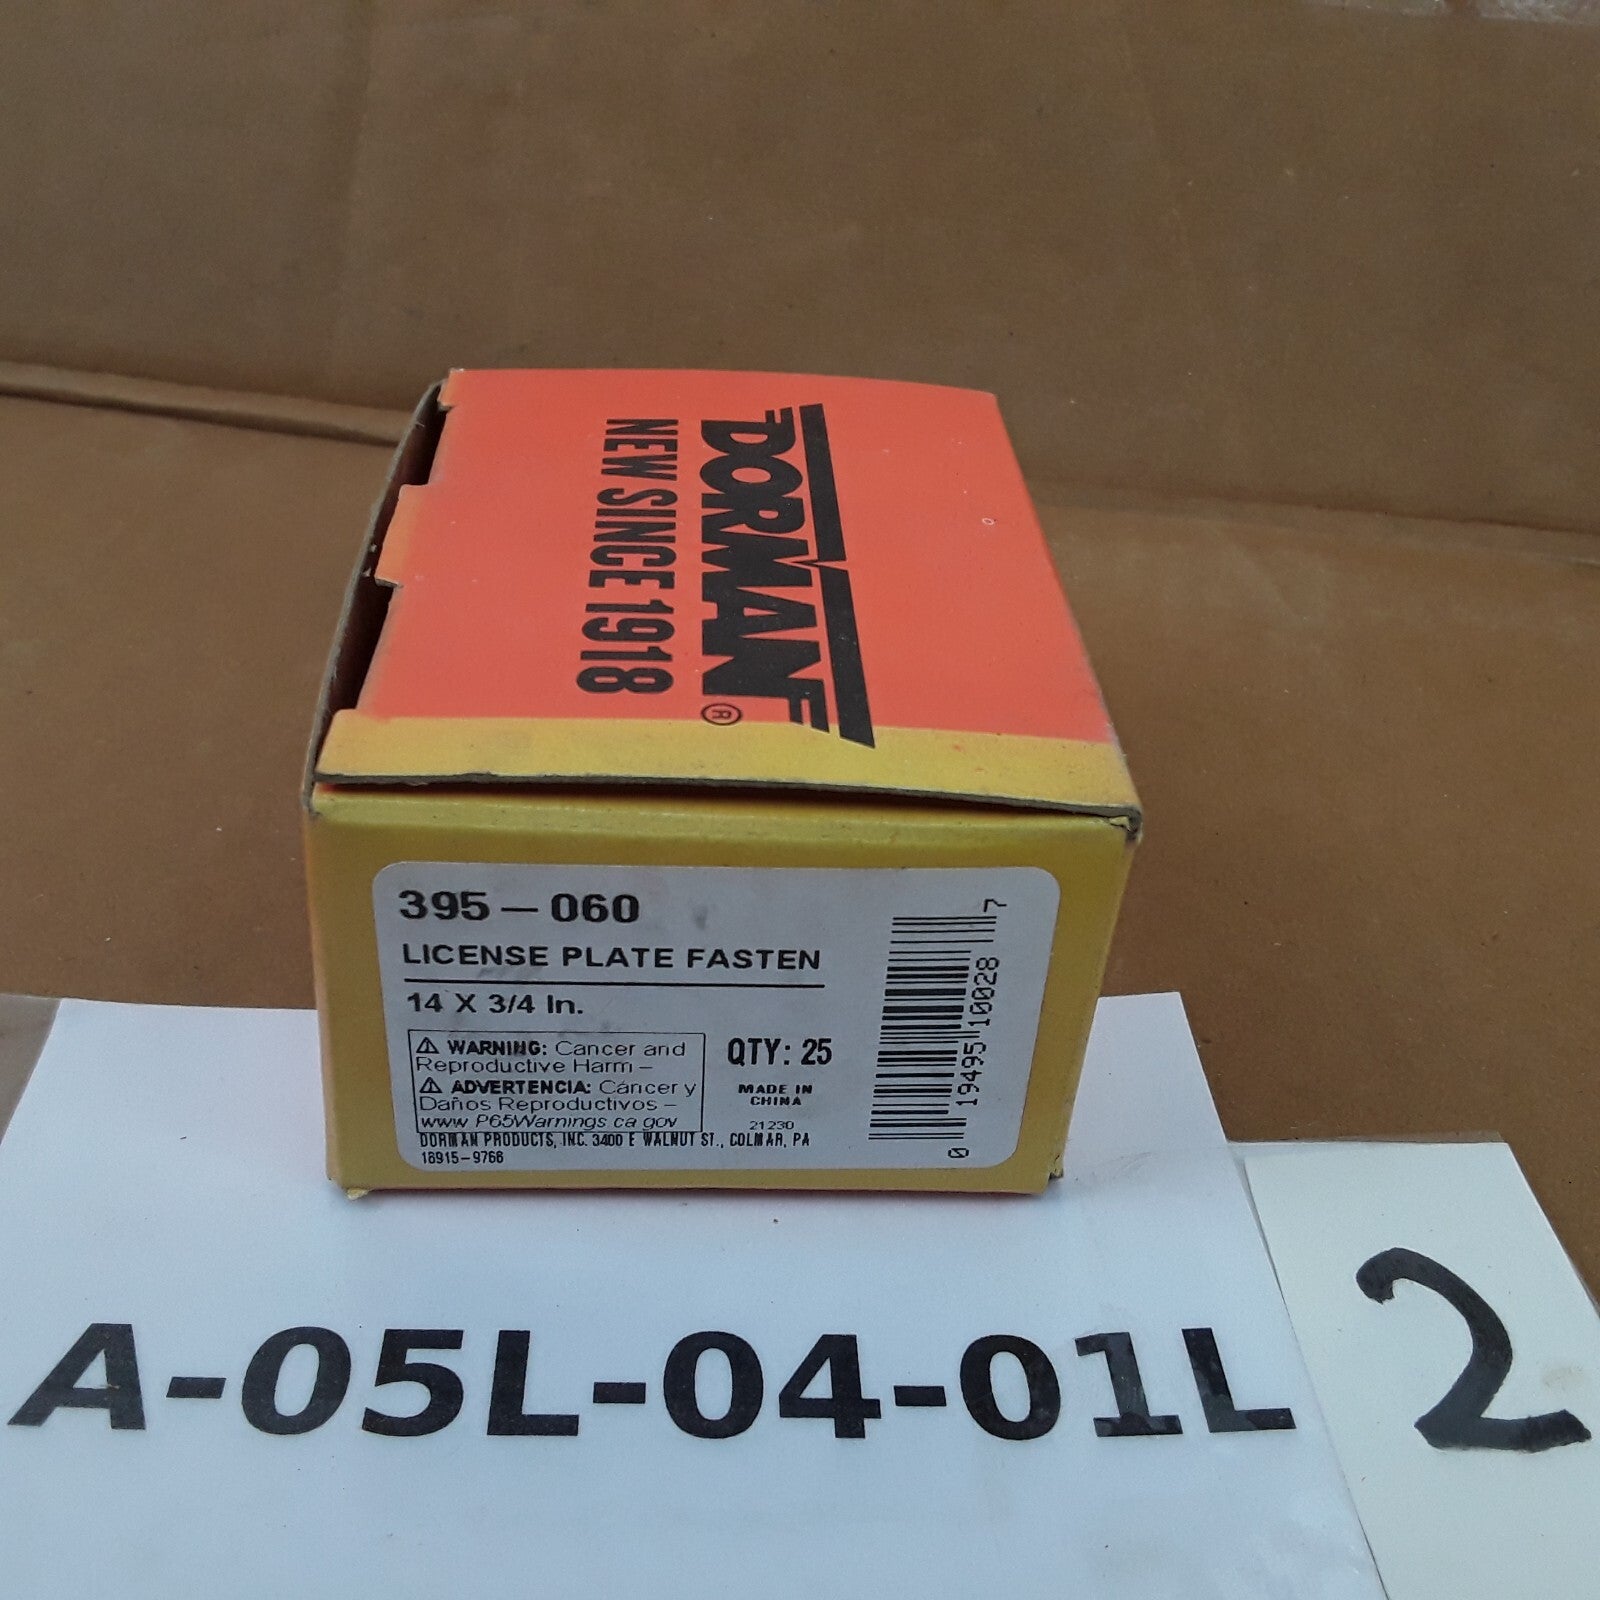 DORMAN®
NEW SINCE 1918
395-060
LICENSE PLATE FASTEN
14 X 3/4 In.
⚠ WARNING: Cancer and
Reproductive Harm -
⚠ ADVERTENCIA: Cáncer y
Daños Reproductivos -
www P65Warnings ca gov
QTY: 25
MADE IN
CHINA
21230
DORMAN PRODUCTS, INC. 3400 E WALNUT ST., COLMAR, PA
18915-9768
0 19495 10028 7
A-05L-04-01L
2